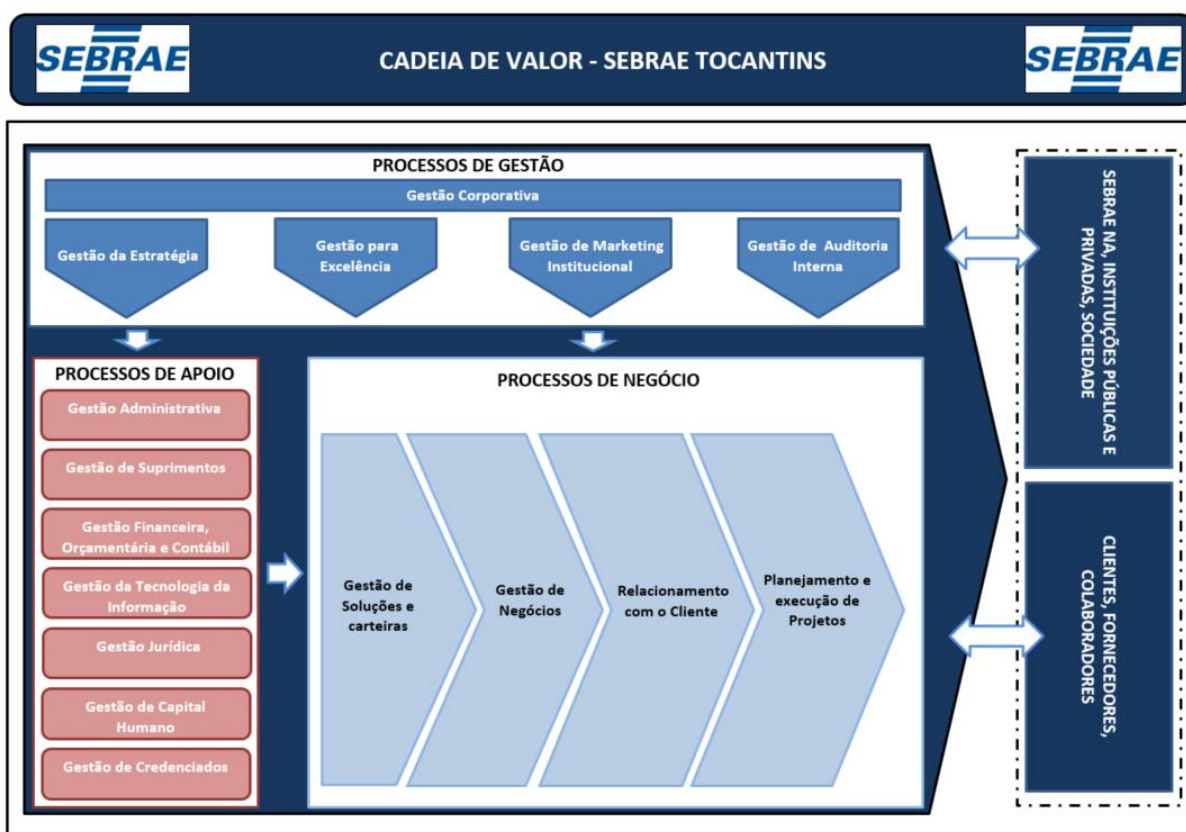 SEBRAE
CADEIA DE VALOR - SEBRAE TOCANTINS
SEBRAE
PROCESSOS DE GESTÃO
Gestão Corporativa
Gestão da Estratégia
Gestão para
Excelência
Gestão de Marketing
Institucional
Gestão de Auditoria
Interna
SEBRAE NA, INSTITUIÇÕES PÚBLICAS E
PRIVADAS, SOCIEDADE
PROCESSOS DE APOIO
Gestão Administrativa
Gestão de Suprimentos
Gestão Financeira,
Orçamentária e Contábil
Gestão da Tecnologia da
Informação
Gestão Jurídica
Gestão de Capital
Humano
Gestão de Credenciados
PROCESSOS DE NEGÓCIO
Gestão de
Soluções e
carteiras
Gestão de
Negócios
Relacionamento
com o Cliente
Planejamento e
execução de
Projetos
CLIENTES, FORNECEDORES,
COLABORADORES